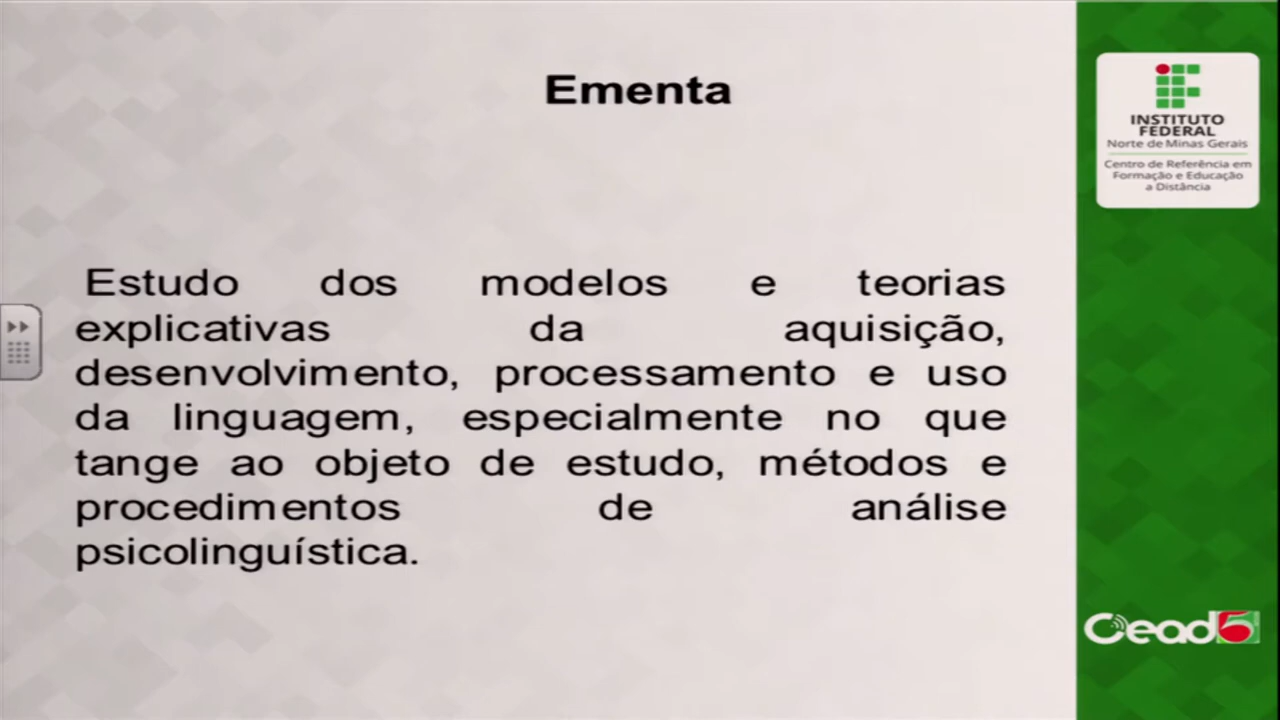 Ementa
Estudo dos modelos e teorias
explicativas da aquisição,
desenvolvimento, processamento e uso
da linguagem, especialmente no que
tange ao objeto de estudo, métodos e
procedimentos de análise
psicolinguística.
INSTITUTO
FEDERAL
Norte de Minas Gerais
Centro de Referência em
Formação e Educação
a Distância
Cead5